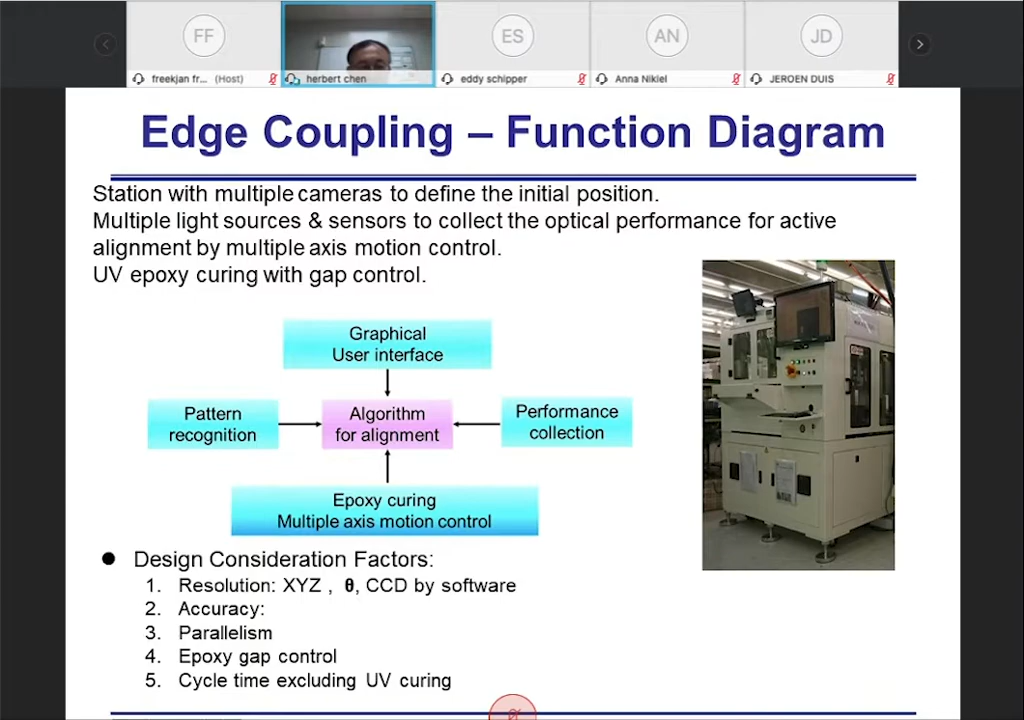 FF
ES
AN
JD
freekjan fr... (Host)
herbert chen
eddy schipper
Anna Nikiel
JEROEN DUIS
Edge Coupling – Function Diagram
Station with multiple cameras to define the initial position.
Multiple light sources & sensors to collect the optical performance for active
alignment by multiple axis motion control.
UV epoxy curing with gap control.
Graphical
User interface
Pattern
recognition
Algorithm
for alignment
Performance
collection
Epoxy curing
Multiple axis motion control
● Design Consideration Factors:
1. Resolution: XYZ , θ, CCD by software
2. Accuracy:
3. Parallelism
4. Epoxy gap control
5. Cycle time excluding UV curing